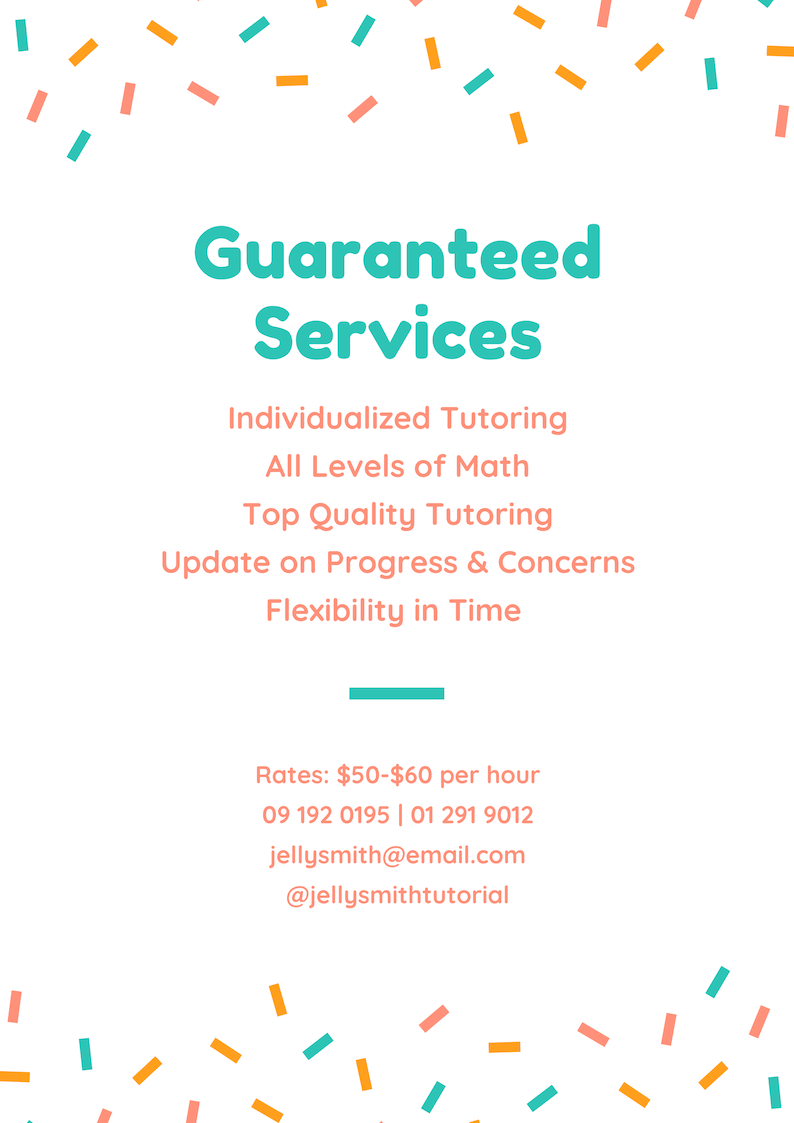 Guaranteed
Services
Individualized Tutoring
All Levels of Math
Top Quality Tutoring
Update on Progress & Concerns
Flexibility in Time
Rates: $50-$60 per hour
09 192 0195 | 01 291 9012
jellysmith@email.com
@jellysmithtutorial